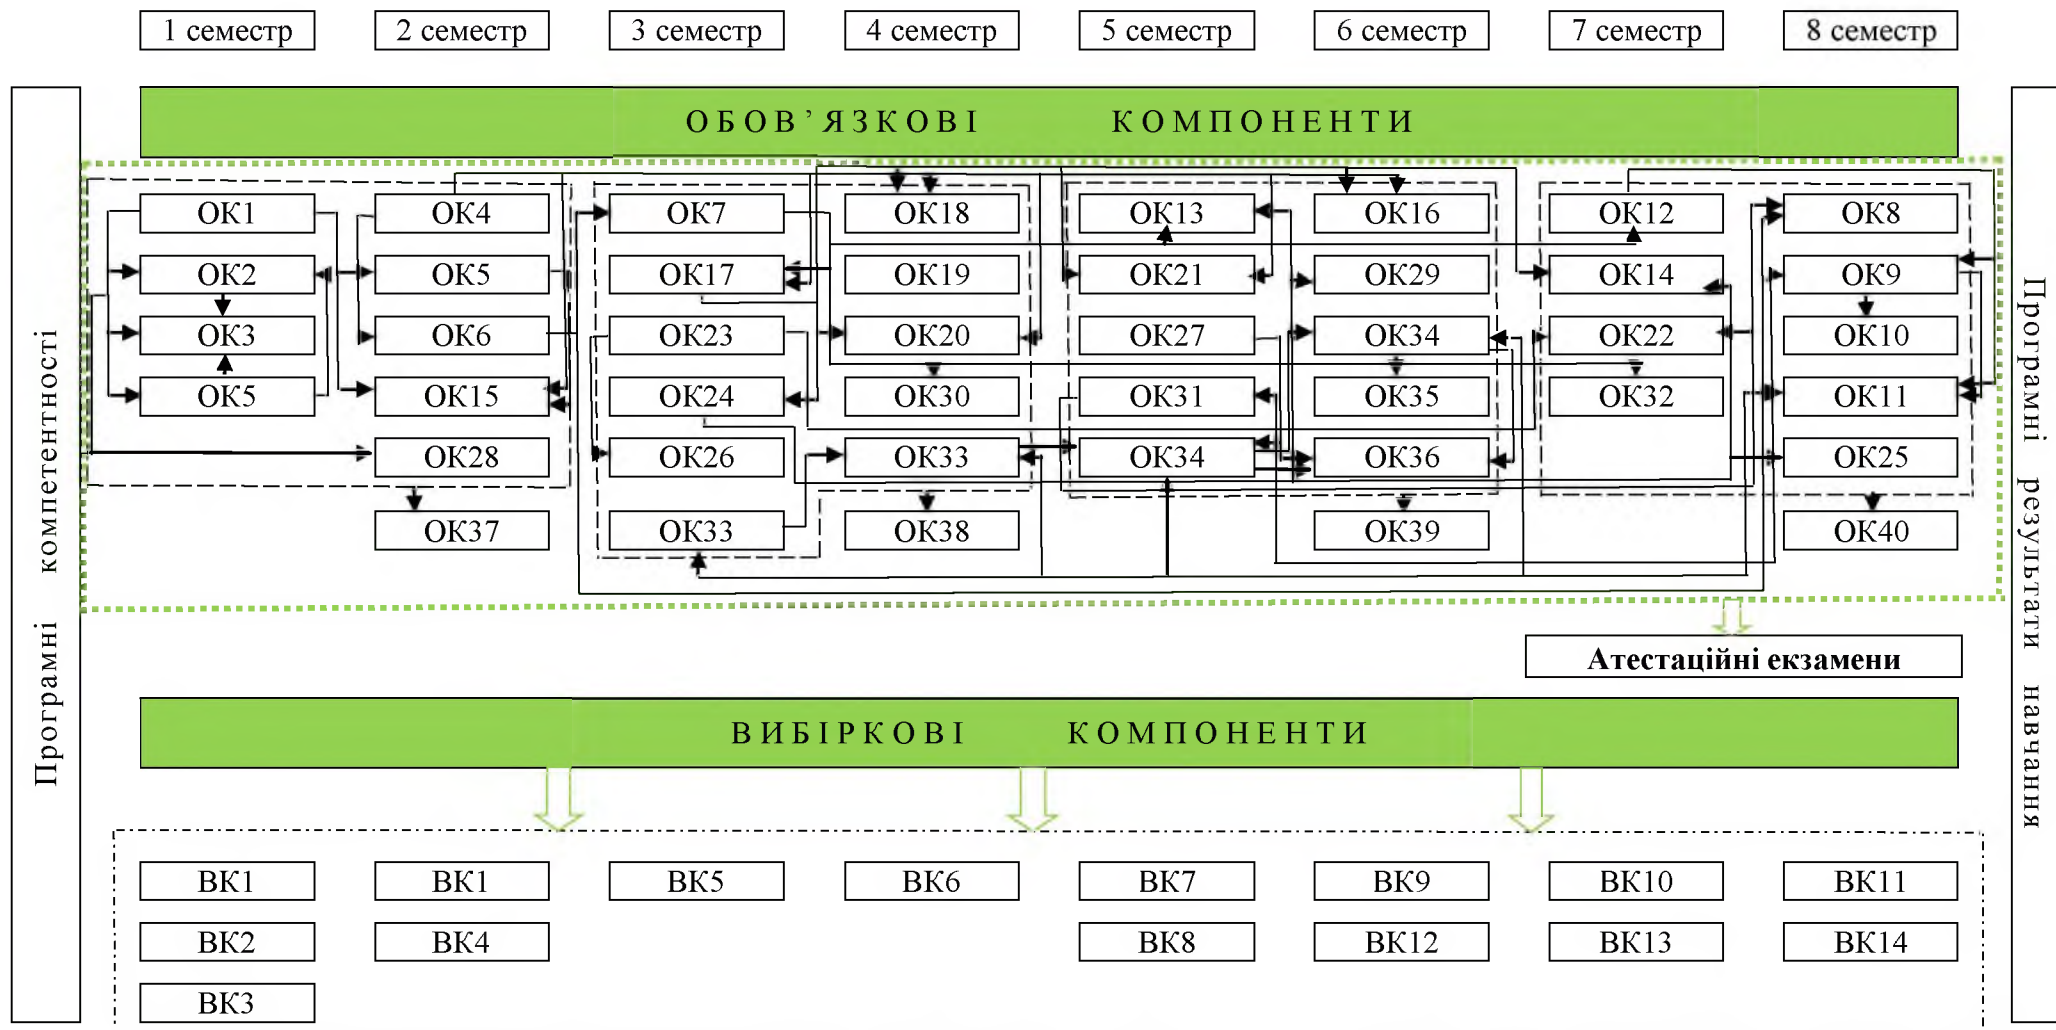 1 семестр 2 семестр 3 семестр 4 семестр 5 семестр 6 семестр 7 семестр 8 семестр
ОБОВ’ЯЗКОВІ КОМПОНЕНТИ
Програмні компетентності
ОК1 ОК4 ОК7 ОК18 ОК13 ОК16 ОК12 ОК8
ОК2 ОК5 ОК17 ОК19 ОК21 ОК29 ОК14 ОК9
ОК3 ОК6 ОК23 ОК20 ОК27 ОК34 ОК22 ОК10
ОК5 ОК15 ОК24 ОК30 ОК31 ОК35 ОК32 ОК11
ОК28 ОК26 ОК33 ОК34 ОК36 ОК25
ОК37 ОК33 ОК38 ОК39 ОК40
Програмні результати навчання
Атестаційні екзамени
ВИБІРКОВІ КОМПОНЕНТИ
ВК1 ВК1 ВК5 ВК6 ВК7 ВК9 ВК10 ВК11
ВК2 ВК4 ВК8 ВК12 ВК13 ВК14
ВК3